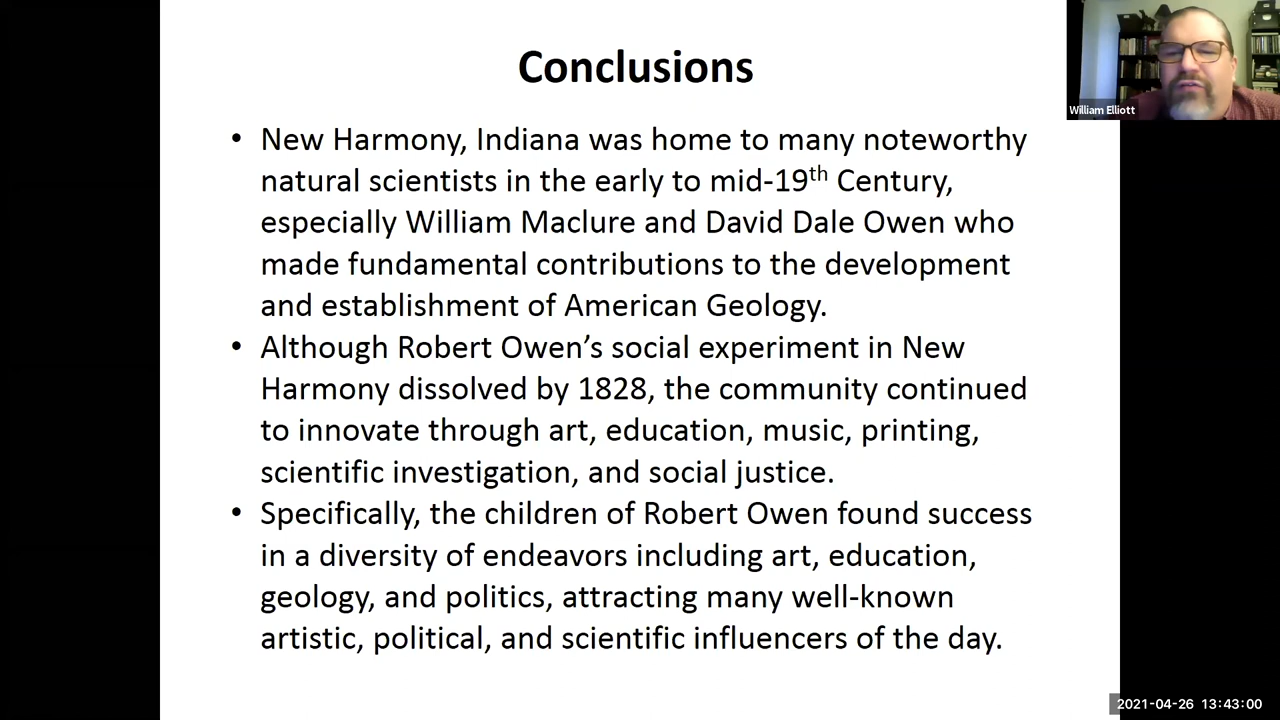 Conclusions
William Elliott
• New Harmony, Indiana was home to many noteworthy
natural scientists in the early to mid-19th Century,
especially William Maclure and David Dale Owen who
made fundamental contributions to the development
and establishment of American Geology.
• Although Robert Owen’s social experiment in New
Harmony dissolved by 1828, the community continued
to innovate through art, education, music, printing,
scientific investigation, and social justice.
• Specifically, the children of Robert Owen found success
in a diversity of endeavors including art, education,
geology, and politics, attracting many well-known
artistic, political, and scientific influencers of the day.
2021-04-26 13:43:00